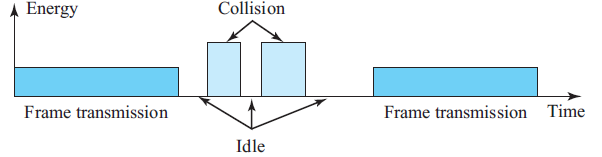 Energy
Collision
Frame transmission
Frame transmission
Time
Idle